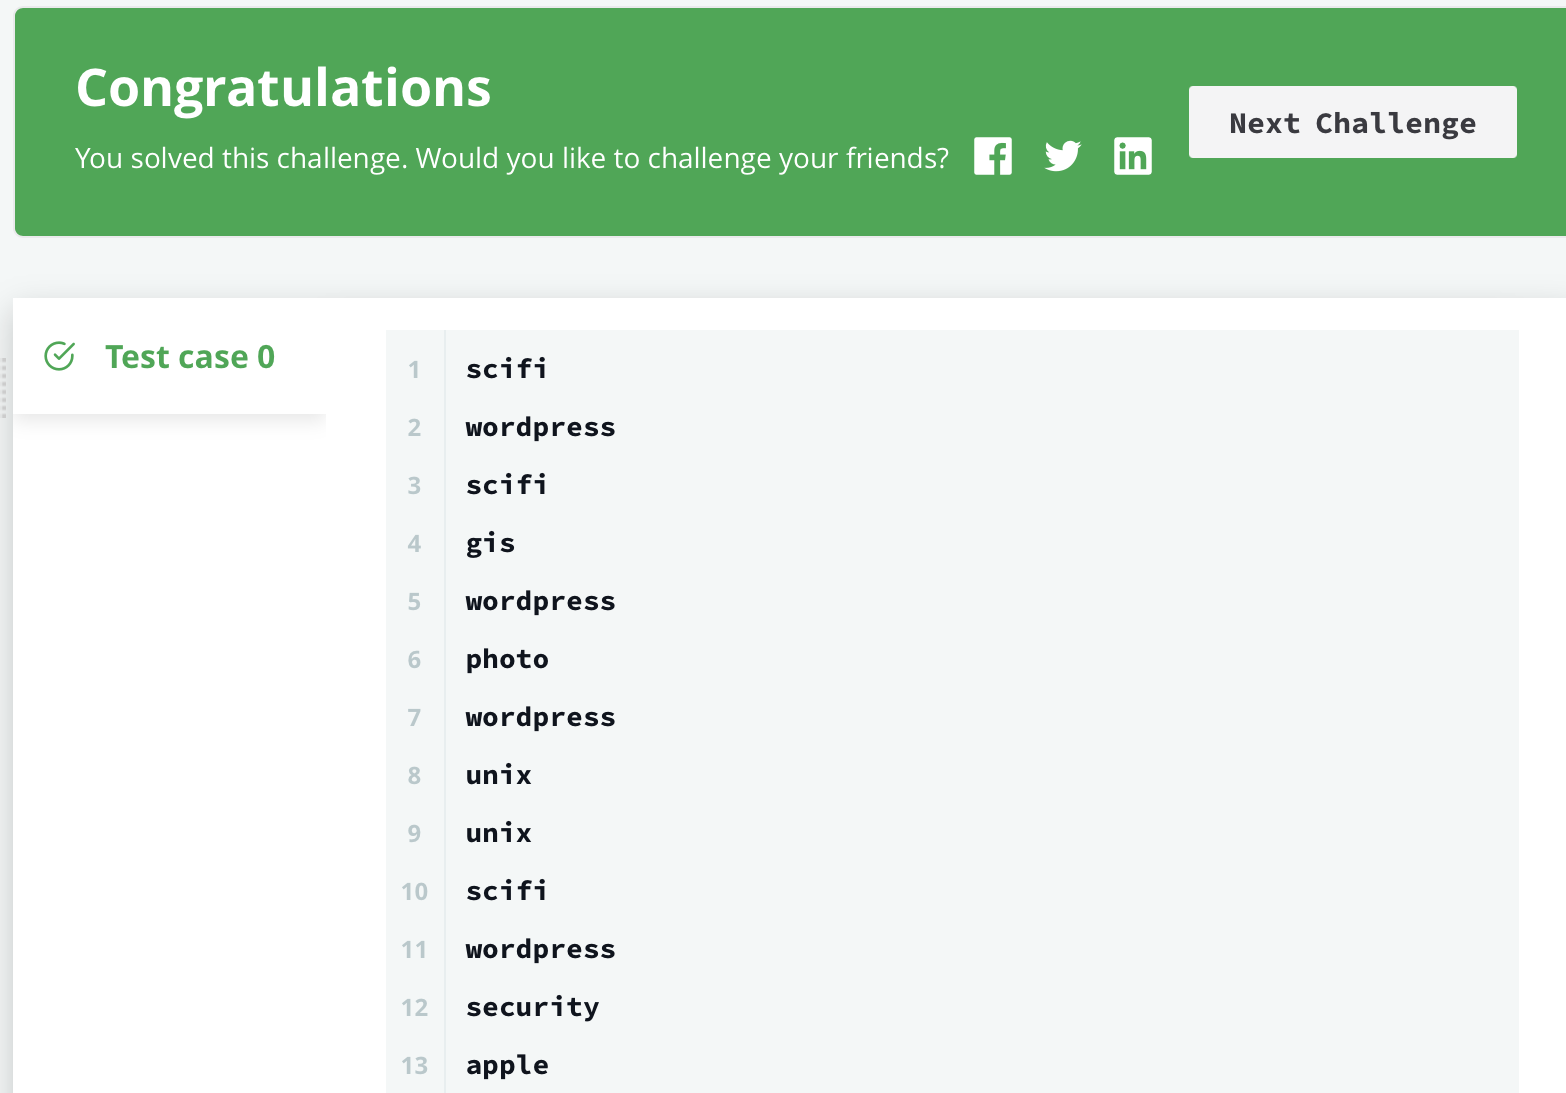 Congratulations
You solved this challenge. Would you like to challenge your friends?
Next Challenge
Test case 0
1 scifi
2 wordpress
3 scifi
4 gis
5 wordpress
6 photo
7 wordpress
8 unix
9 unix
10 scifi
11 wordpress
12 security
13 apple